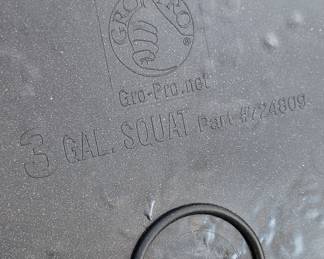 GRO PRO
Gro-Pro.net
3 GAL. SQUAT Part #724809